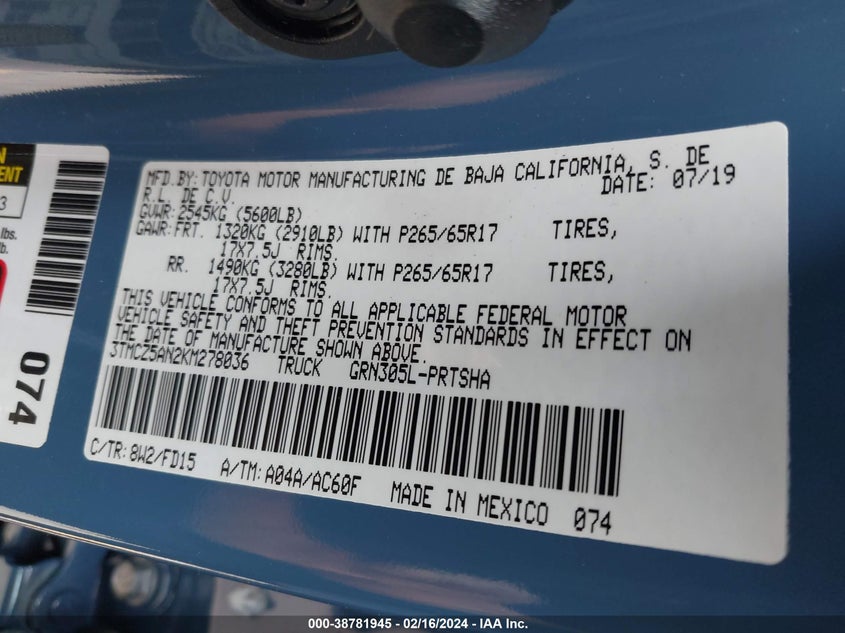 N
ENT
3
lbs.
lb.
074
MFD.BY:TOYOTA MOTOR MANUFACTURING DE BAJA CALIFORNIA, S. DE
R.L. DE C.V. DATE: 07/19
GVWR:2545KG (5600LB)
GAWR:FRT. 1320KG (2910LB) WITH P265/65R17 TIRES,
17X7.5J RIMS.
RR. 1490KG (3280LB) WITH P265/65R17 TIRES,
17X7.5J RIMS.
THIS VEHICLE CONFORMS TO ALL APPLICABLE FEDERAL MOTOR
VEHICLE SAFETY AND THEFT PREVENTION STANDARDS IN EFFECT ON
THE DATE OF MANUFACTURE SHOWN ABOVE.
3TMCZ5AN2KM278036 TRUCK GRN305L-PRTSHA
C/TR:8W2/FD15 A/TM:A04A/AC60F MADE IN MEXICO 074
000-38781945 - 02/16/2024 - IAA Inc.